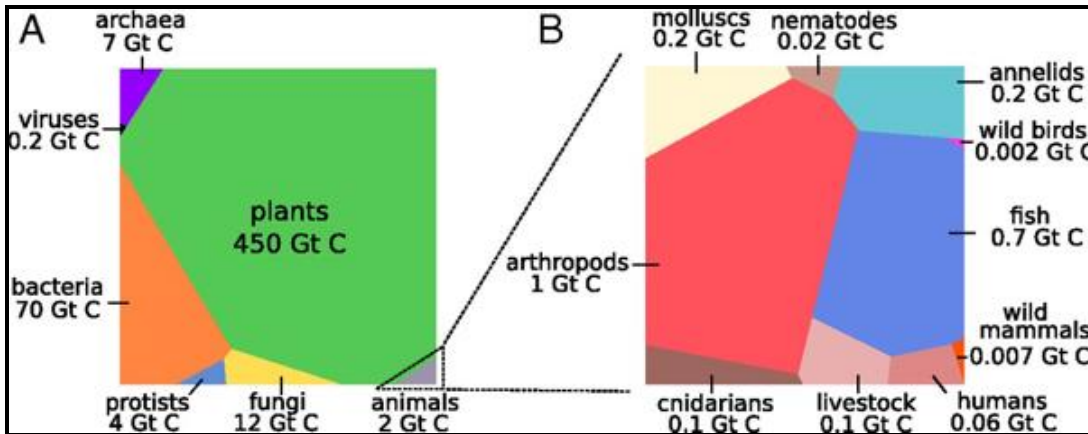 A
archaea
7 Gt C
viruses
0.2 Gt C
plants
450 Gt C
bacteria
70 Gt C
protists
4 Gt C
fungi
12 Gt C
animals
2 Gt C
B
molluscs
0.2 Gt C
nematodes
0.02 Gt C
annelids
0.2 Gt C
wild birds
0.002 Gt C
fish
0.7 Gt C
arthropods
1 Gt C
wild
mammals
0.007 Gt C
cnidarians
0.1 Gt C
livestock
0.1 Gt C
humans
0.06 Gt C